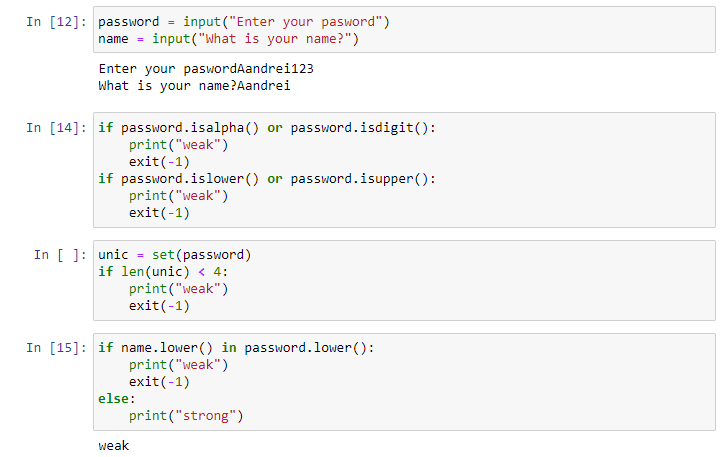 In [12]: password = input("Enter your pasword")
name = input("What is your name?")
Enter your paswordAandrei123
What is your name?Aandrei
In [14]: if password.isalpha() or password.isdigit():
    print("weak")
    exit(-1)
if password.islower() or password.isupper():
    print("weak")
    exit(-1)
In [ ]: unic = set(password)
if len(unic) < 4:
    print("weak")
    exit(-1)
In [15]: if name.lower() in password.lower():
    print("weak")
    exit(-1)
else:
    print("strong")
weak